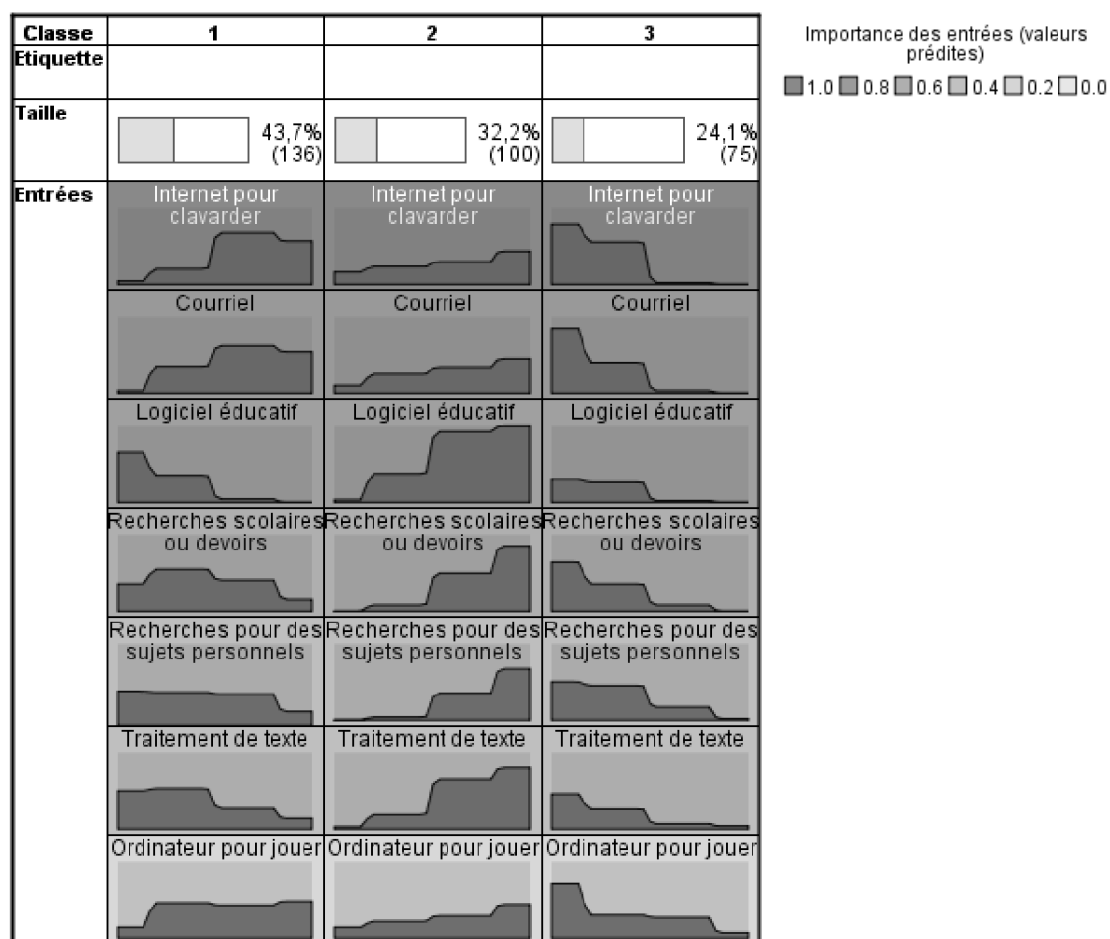 Classe 1 2 3
Etiquette
Taille
43,7% (136) 32,2% (100) 24,1% (75)
Entrées
Internet pour clavarder Internet pour clavarder Internet pour clavarder
Courriel Courriel Courriel
Logiciel éducatif Logiciel éducatif Logiciel éducatif
Recherches scolaires ou devoirs Recherches scolaires ou devoirs Recherches scolaires ou devoirs
Recherches pour des sujets personnels Recherches pour des sujets personnels Recherches pour des sujets personnels
Traitement de texte Traitement de texte Traitement de texte
Ordinateur pour jouer Ordinateur pour jouer Ordinateur pour jouer
Importance des entrées (valeurs
prédites)
1.0 0.8 0.6 0.4 0.2 0.0